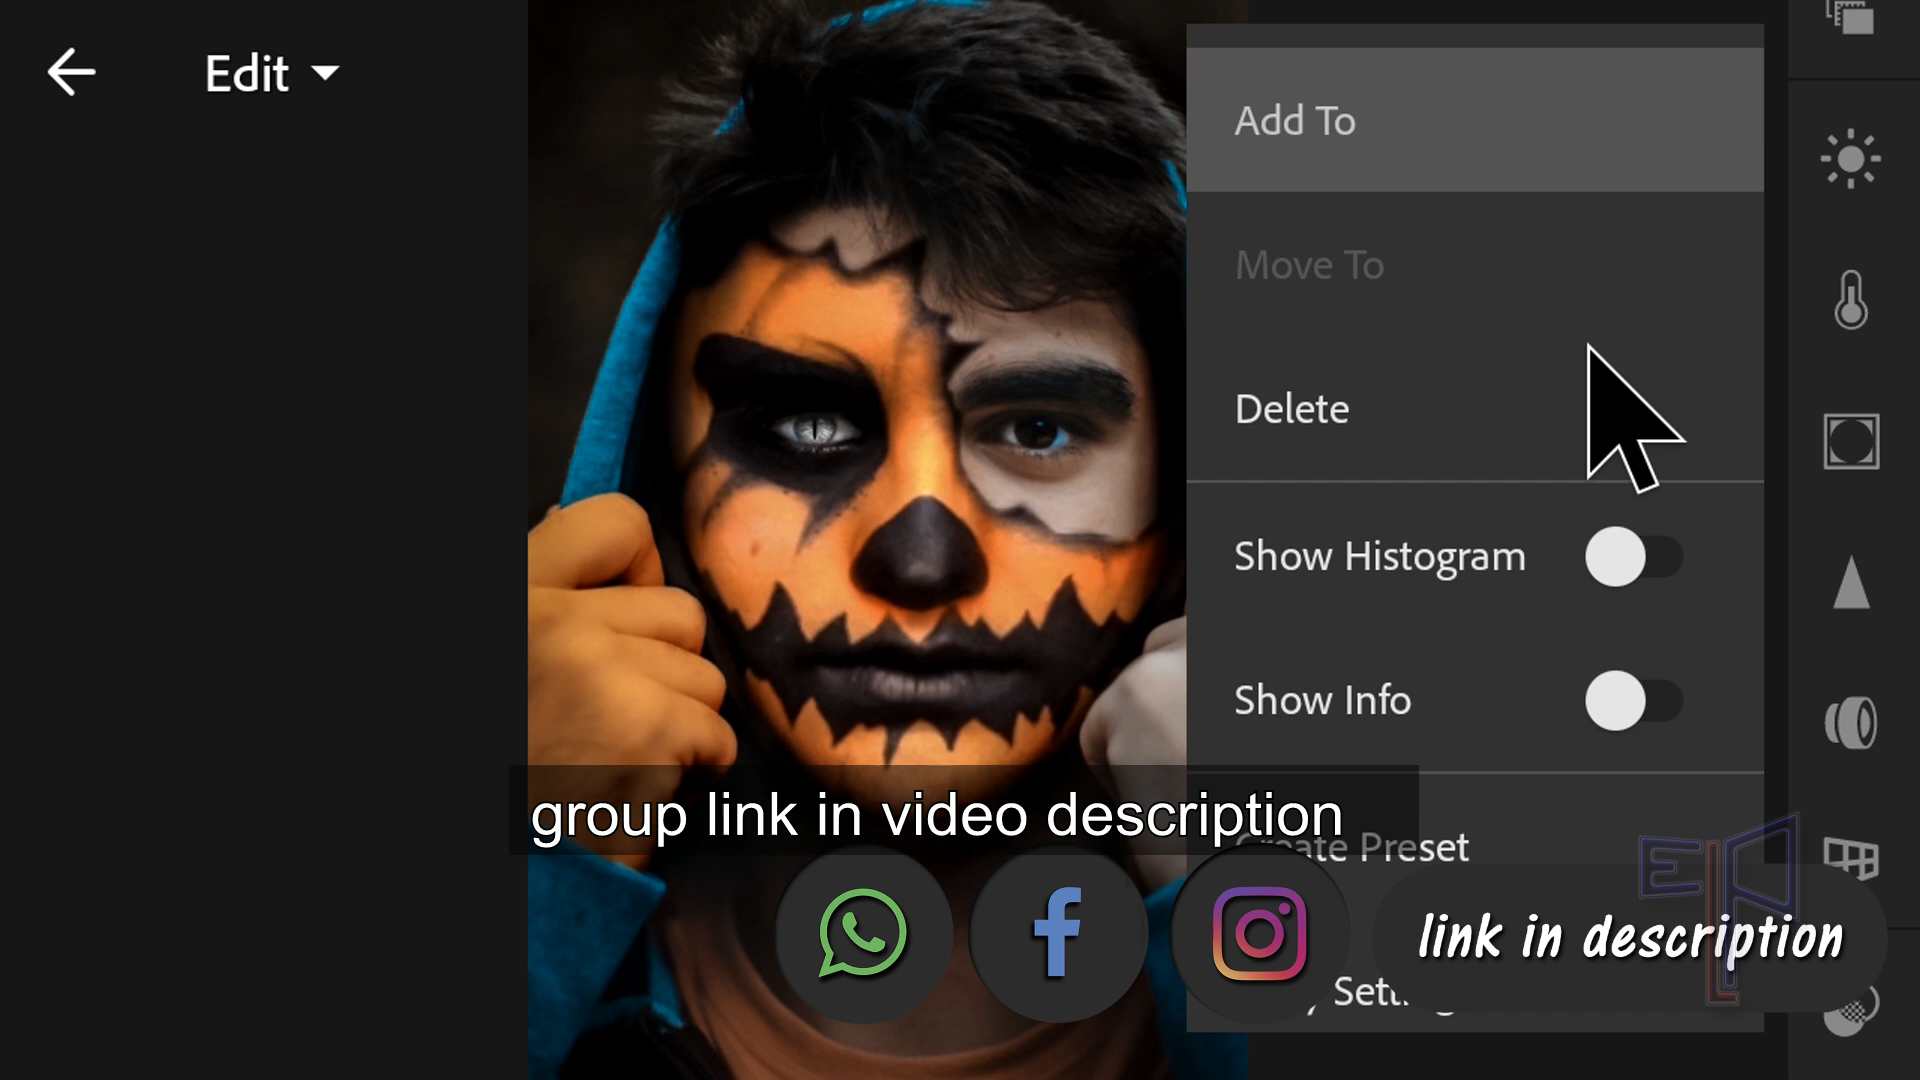 Edit
Add To
Move To
Delete
Show Histogram
Show Info
group link in video description
Create Preset
link in description